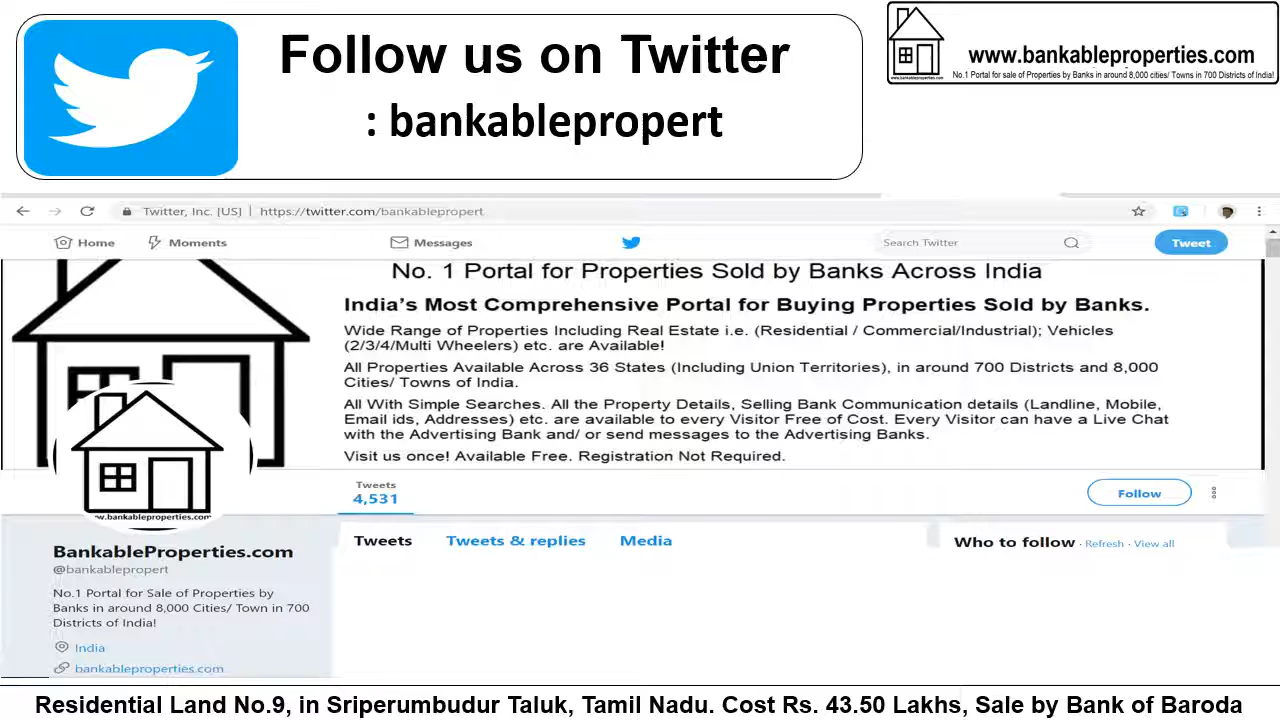 Follow us on Twitter
: bankablepropert
www.bankableproperties.com
No.1 Portal for sale of Properties by Banks in around 8,000 cities/ Towns in 700 Districts of India!
www.bankableproperties.com
Twitter, Inc. [US] | https://twitter.com/bankablepropert
Home
Moments
Messages
Search Twitter
Tweet
No. 1 Portal for Properties Sold by Banks Across India
India's Most Comprehensive Portal for Buying Properties Sold by Banks.
Wide Range of Properties Including Real Estate i.e. (Residential / Commercial/Industrial); Vehicles
(2/3/4/Multi Wheelers) etc. are Available!
All Properties Available Across 36 States (Including Union Territories), in around 700 Districts and 8,000
Cities/ Towns of India.
All With Simple Searches. All the Property Details, Selling Bank Communication details (Landline, Mobile,
Email ids, Addresses) etc. are available to every Visitor Free of Cost. Every Visitor can have a Live Chat
with the Advertising Bank and/ or send messages to the Advertising Banks.
Visit us once! Available Free. Registration Not Required.
Tweets
4,531
Follow
www.bankableproperties.com
BankableProperties.com
@bankablepropert
No.1 Portal for Sale of Properties by
Banks in around 8,000 Cities/ Town in 700
Districts of India!
India
bankableproperties.com
Tweets
Tweets & replies
Media
Who to follow · Refresh · View all
Residential Land No.9, in Sriperumbudur Taluk, Tamil Nadu. Cost Rs. 43.50 Lakhs, Sale by Bank of Baroda